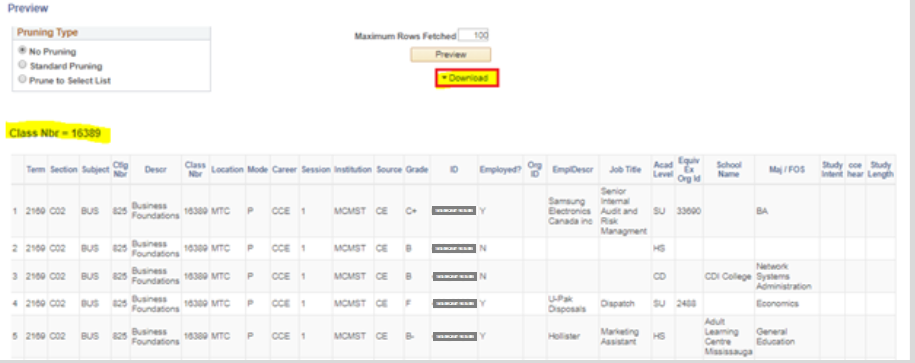 Preview
Pruning Type
No Pruning
Standard Pruning
Prune to Select List
Maximum Rows Fetched 100
Preview
Download
Class Nbr = 16389
Term Section Subject Ctlg Nbr Descr Class Nbr Location Mode Career Session Institution Source Grade ID Employed? Org ID EmplDescr Job Title Acad Level Equiv Ex Org Id School Name Maj / FOS Study Intent cce hear Study Length
1 2169 C02 BUS 825 Business Foundations 16389 MTC P CCE 1 MCMST CE C+ Y Samsung Electronics Canada inc Senior Internal Audit and Risk Managment SU 33690 BA
2 2169 C02 BUS 825 Business Foundations 16389 MTC P CCE 1 MCMST CE B N HS
3 2169 C02 BUS 825 Business Foundations 16389 MTC P CCE 1 MCMST CE B N CD CDI College Network Systems Administration
4 2169 C02 BUS 825 Business Foundations 16389 MTC P CCE 1 MCMST CE F Y U-Pak Disposals Dispatch SU 2488 Economics
5 2169 C02 BUS 825 Business Foundations 16389 MTC P CCE 1 MCMST CE B- Y Hollister Marketing Assistant HS Adult Learning Centre Mississauga General Education